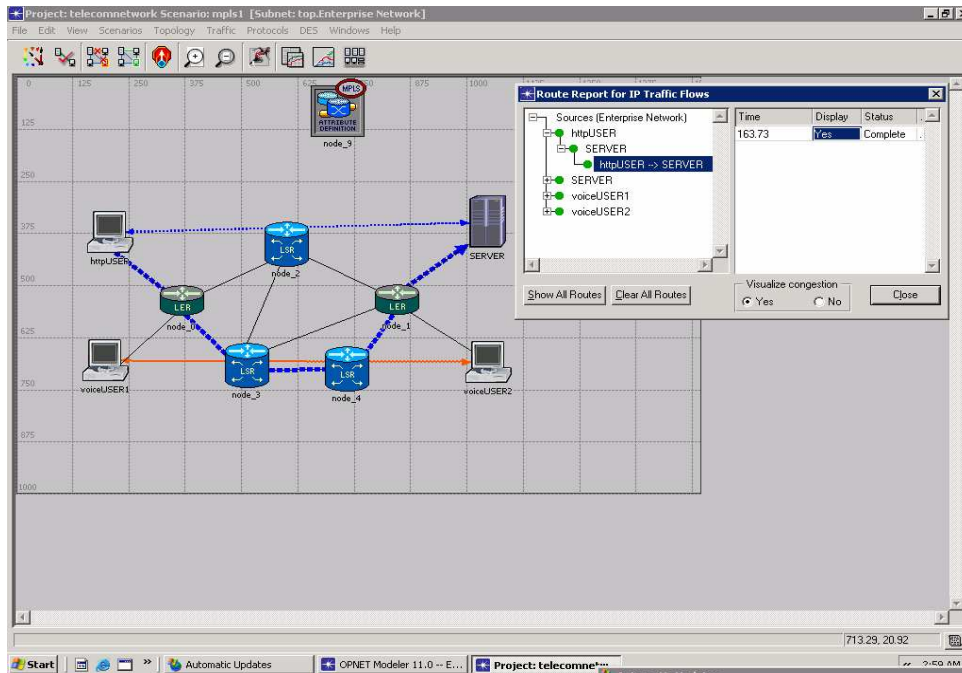 Project: telecomnetwork Scenario: mpls1 [Subnet: top.Enterprise Network]
File Edit View Scenarios Topology Traffic Protocols DES Windows Help
0 125 250 375 500 625 750 875 1000
125
250
375
500
625
750
875
1000
MPLS
ATTRIBUTE
DEFINITION
node_9
httpUSER
LSR
node_2
SERVER
LER
node_0
LER
node_1
voiceUSER1
LSR
node_3
LSR
node_4
voiceUSER2
Route Report for IP Traffic Flows
Sources (Enterprise Network)
httpUSER
SERVER
httpUSER --> SERVER
SERVER
voiceUSER1
voiceUSER2
Time Display Status
163.73 Yes Complete
Show All Routes Clear All Routes
Visualize congestion
Yes No
Close
713.29, 20.92
Start » Automatic Updates OPNET Modeler 11.0 -- E... Project: telecomnet... « 2:59 AM